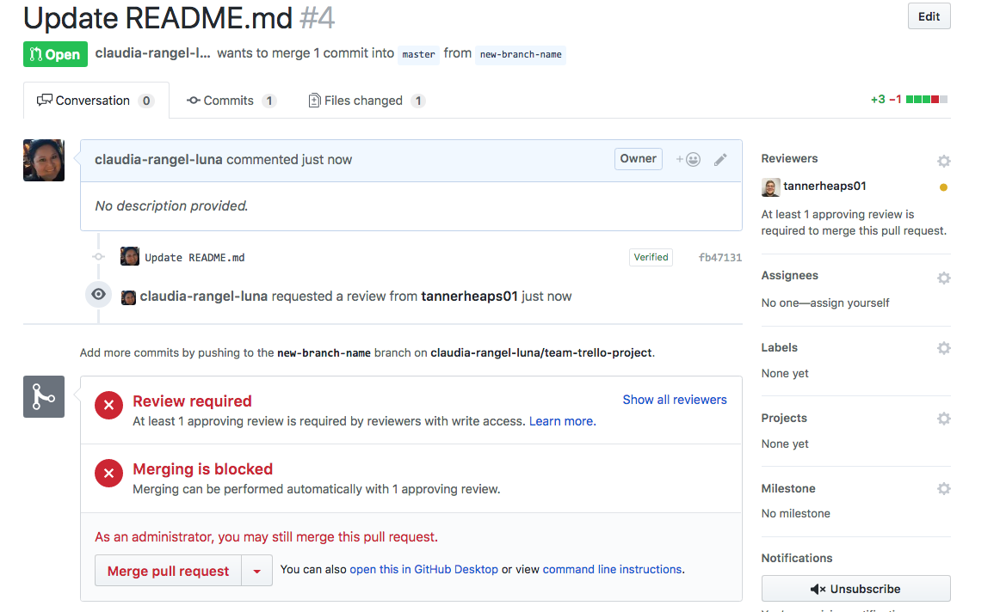 Update README.md #4
Edit
Open claudia-rangel-l... wants to merge 1 commit into master from new-branch-name
Conversation 0 Commits 1 Files changed 1 +3 −1
claudia-rangel-luna commented just now Owner +
No description provided.
Update README.md Verified fb47131
claudia-rangel-luna requested a review from tannerheaps01 just now
Add more commits by pushing to the new-branch-name branch on claudia-rangel-luna/team-trello-project.
Review required Show all reviewers
At least 1 approving review is required by reviewers with write access. Learn more.
Merging is blocked
Merging can be performed automatically with 1 approving review.
As an administrator, you may still merge this pull request.
Merge pull request You can also open this in GitHub Desktop or view command line instructions.
Reviewers
tannerheaps01
At least 1 approving review is
required to merge this pull request.
Assignees
No one—assign yourself
Labels
None yet
Projects
None yet
Milestone
No milestone
Notifications
Unsubscribe